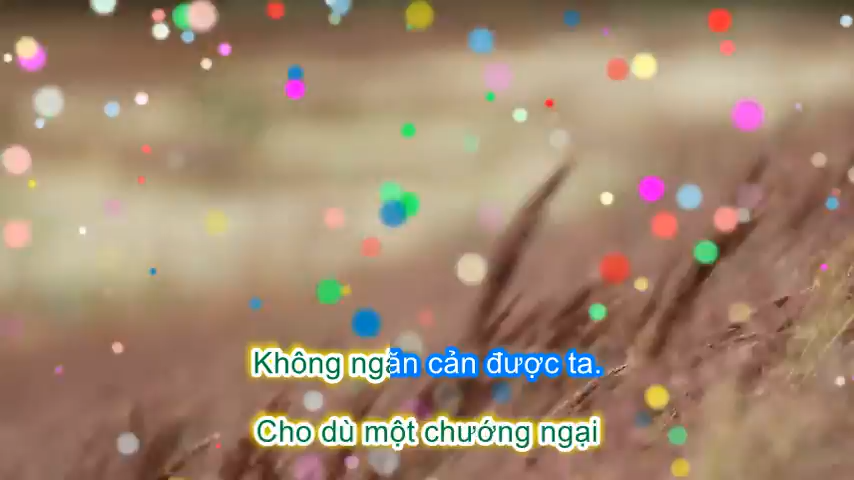 Không ngăn cản được ta.
Cho dù một chướng ngại